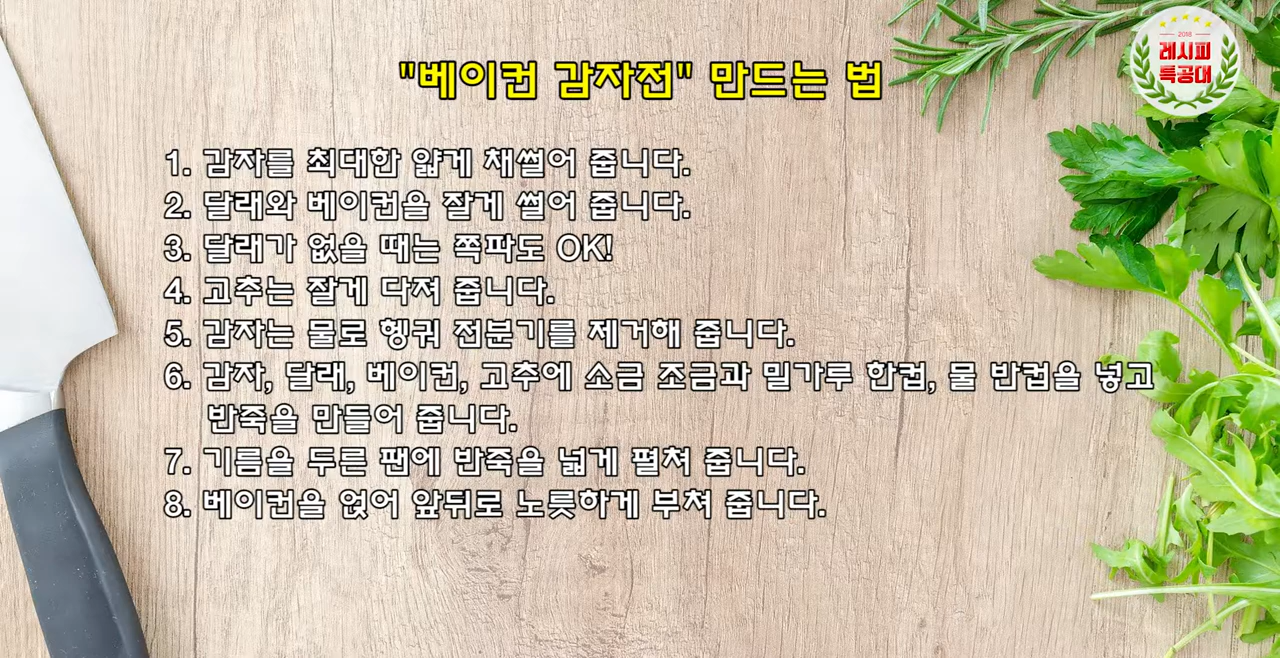 "베이컨 감자전" 만드는 법
2018
레시피
특공대
1. 감자를 최대한 얇게 채썰어 줍니다.
2. 달래와 베이컨을 잘게 썰어 줍니다.
3. 달래가 없을 때는 쪽파도 OK!
4. 고추는 잘게 다져 줍니다.
5. 감자는 물로 헹궈 전분기를 제거해 줍니다.
6. 감자, 달래, 베이컨, 고추에 소금 조금과 밀가루 한컵, 물 반컵을 넣고
반죽을 만들어 줍니다.
7. 기름을 두른 팬에 반죽을 넓게 펼쳐 줍니다.
8. 베이컨을 얹어 앞뒤로 노릇하게 부쳐 줍니다.